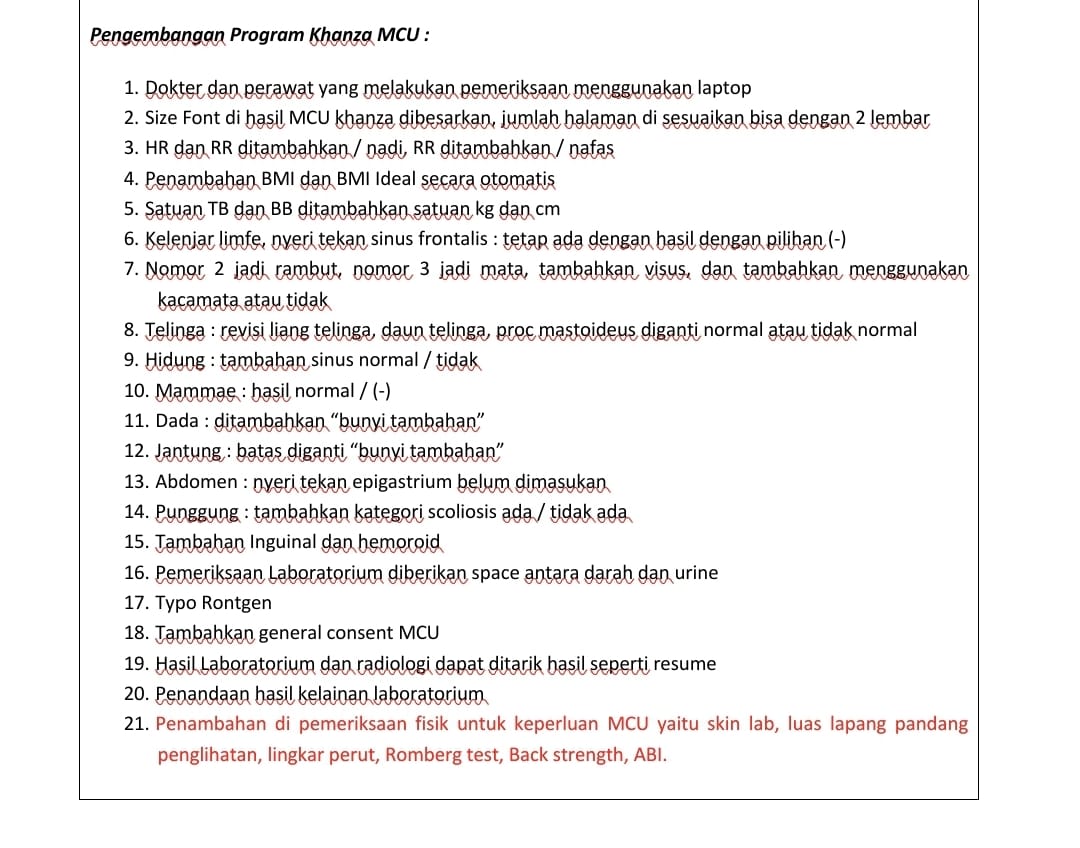 Pengembangan Program Khanza MCU :
1. Dokter dan perawat yang melakukan pemeriksaan menggunakan laptop
2. Size Font di hasil MCU khanza dibesarkan, jumlah halaman di sesuaikan bisa dengan 2 lembar
3. HR dan RR ditambahkan / nadi, RR ditambahkan / nafas
4. Penambahan BMI dan BMI Ideal secara otomatis
5. Satuan TB dan BB ditambahkan satuan kg dan cm
6. Kelenjar limfe, nyeri tekan sinus frontalis : tetap ada dengan hasil dengan pilihan (-)
7. Nomor 2 jadi rambut, nomor 3 jadi mata, tambahkan visus, dan tambahkan menggunakan
kacamata atau tidak
8. Telinga : revisi liang telinga, daun telinga, proc mastoideus diganti normal atau tidak normal
9. Hidung : tambahan sinus normal / tidak
10. Mammae : hasil normal / (-)
11. Dada : ditambahkan “bunyi tambahan”
12. Jantung : batas diganti “bunyi tambahan”
13. Abdomen : nyeri tekan epigastrium belum dimasukan
14. Punggung : tambahkan kategori scoliosis ada / tidak ada
15. Tambahan Inguinal dan hemoroid
16. Pemeriksaan Laboratorium diberikan space antara darah dan urine
17. Typo Rontgen
18. Tambahkan general consent MCU
19. Hasil Laboratorium dan radiologi dapat ditarik hasil seperti resume
20. Penandaan hasil kelainan laboratorium
21. Penambahan di pemeriksaan fisik untuk keperluan MCU yaitu skin lab, luas lapang pandang
penglihatan, lingkar perut, Romberg test, Back strength, ABI.